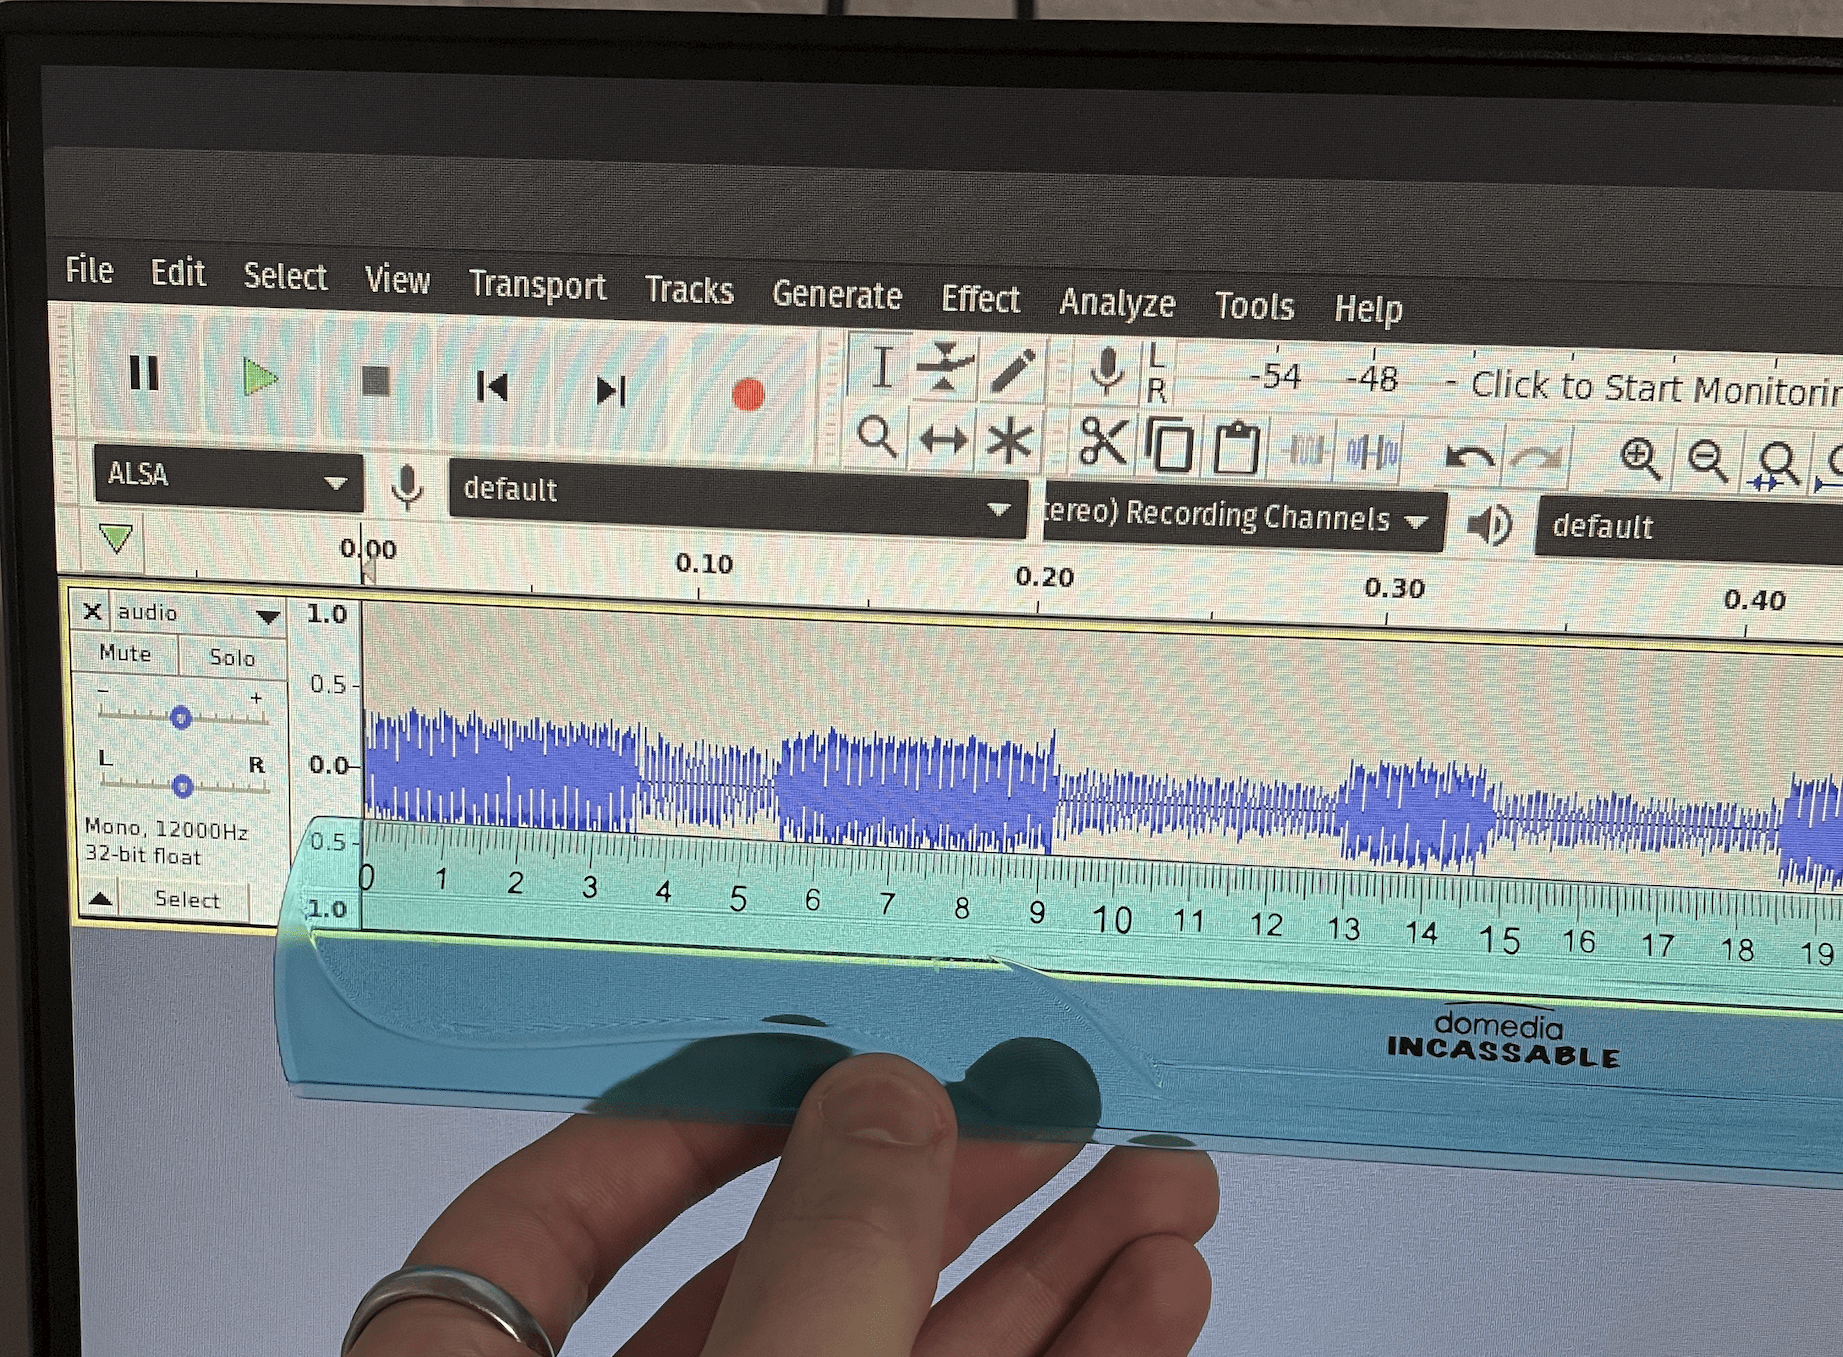 File Edit Select View Transport Tracks Generate Effect Analyze Tools Help
L
R
-54 -48 - Click to Start Monitorin
ALSA default tereo) Recording Channels default
0.00 0.10 0.20 0.30 0.40
X audio
Mute Solo
- +
L R
Mono, 12000Hz
32-bit float
Select
1.0
0.5
0.0
0.5
1.0
0 1 2 3 4 5 6 7 8 9 10 11 12 13 14 15 16 17 18 19
domedia
INCASSABLE